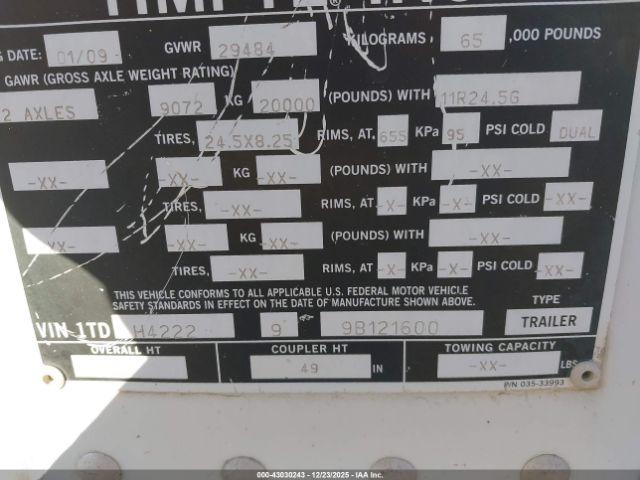 G DATE: 01/09 GVWR 29484 KILOGRAMS 65 ,000 POUNDS
GAWR (GROSS AXLE WEIGHT RATING)
2 AXLES 9072 KG 20000 (POUNDS) WITH 11R24.5G
TIRES, 24.5X8.25 RIMS, AT 655 KPa 95 PSI COLD DUAL
-XX- -XX- KG -XX- (POUNDS) WITH -XX-
TIRES, -XX- RIMS, AT -X- KPa -X- PSI COLD -XX-
-XX- -XX- KG -XX- (POUNDS) WITH -XX-
TIRES, -XX- RIMS, AT -X- KPa -X- PSI COLD -XX-
THIS VEHICLE CONFORMS TO ALL APPLICABLE U.S. FEDERAL MOTOR VEHICLE
SAFETY STANDARDS IN EFFECT ON THE DATE OF MANUFACTURE SHOWN ABOVE.
TYPE
VIN 1TD H4222 9 9B121600 TRAILER
OVERALL HT COUPLER HT TOWING CAPACITY
49 IN -XX- LBS
P/N 035-33993
© - <000-43030243> - 12/23/2025 - IAA Holdings, LLC